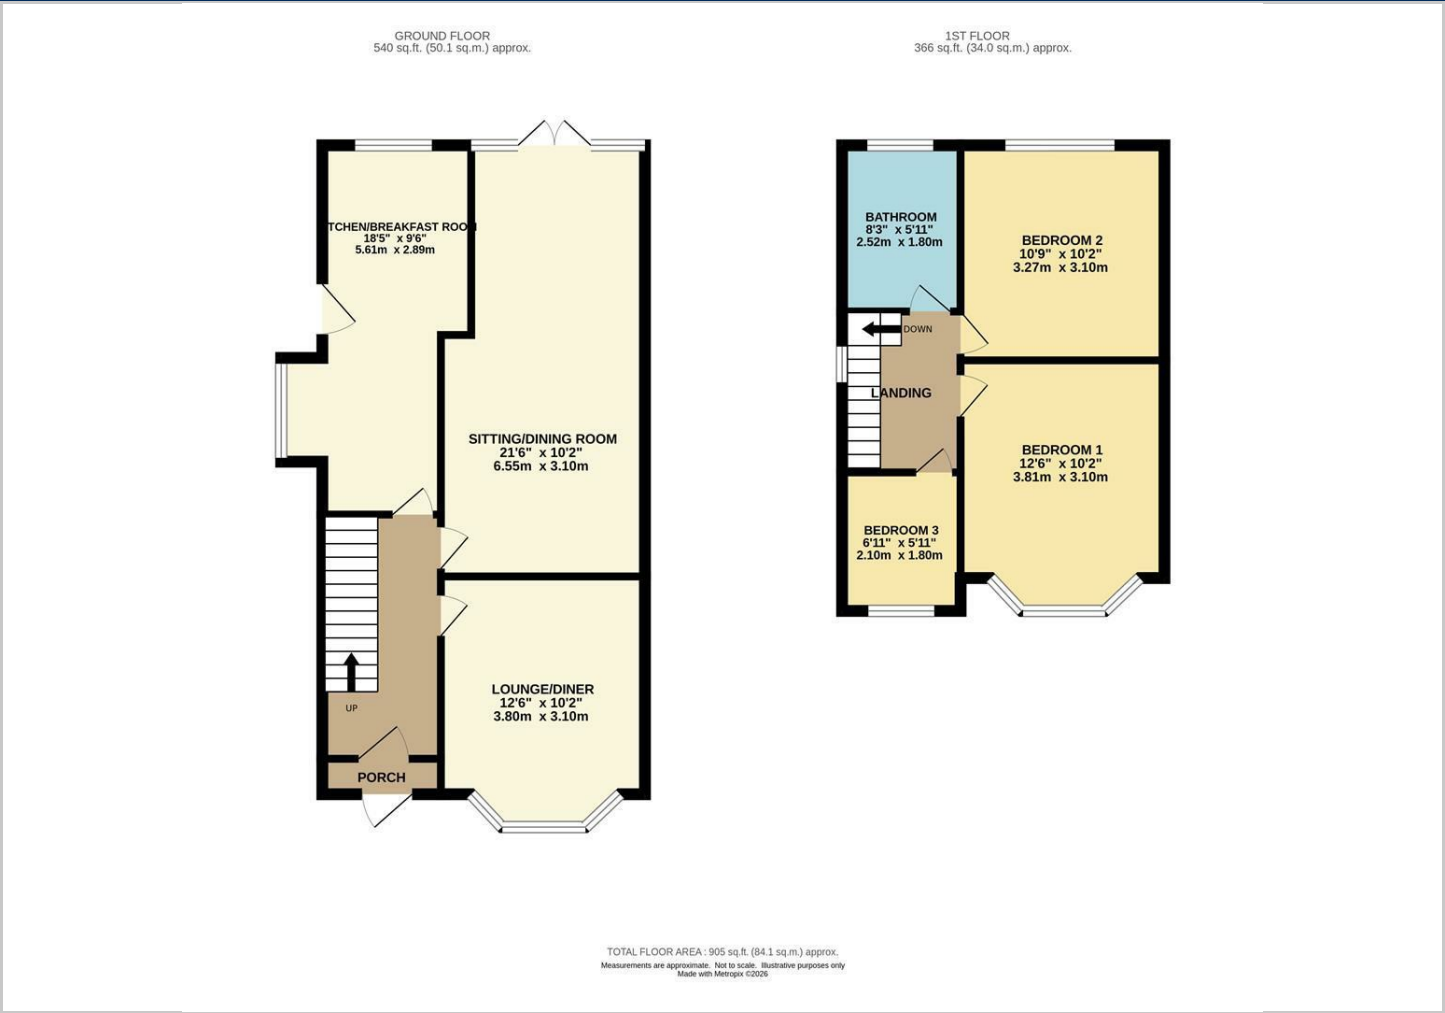 GROUND FLOOR
540 sq.ft. (50.1 sq.m.) approx.
1ST FLOOR
366 sq.ft. (34.0 sq.m.) approx.
TCHEN/BREAKFAST ROOM
18'5" x 9'6"
5.61m x 2.89m
SITTING/DINING ROOM
21'6" x 10'2"
6.55m x 3.10m
LOUNGE/DINER
12'6" x 10'2"
3.80m x 3.10m
UP
PORCH
BATHROOM
8'3" x 5'11"
2.52m x 1.80m
BEDROOM 2
10'9" x 10'2"
3.27m x 3.10m
DOWN
LANDING
BEDROOM 1
12'6" x 10'2"
3.81m x 3.10m
BEDROOM 3
6'11" x 5'11"
2.10m x 1.80m
TOTAL FLOOR AREA : 905 sq.ft. (84.1 sq.m.) approx.
Measurements are approximate. Not to scale. Illustrative purposes only
Made with Metropix ©2026